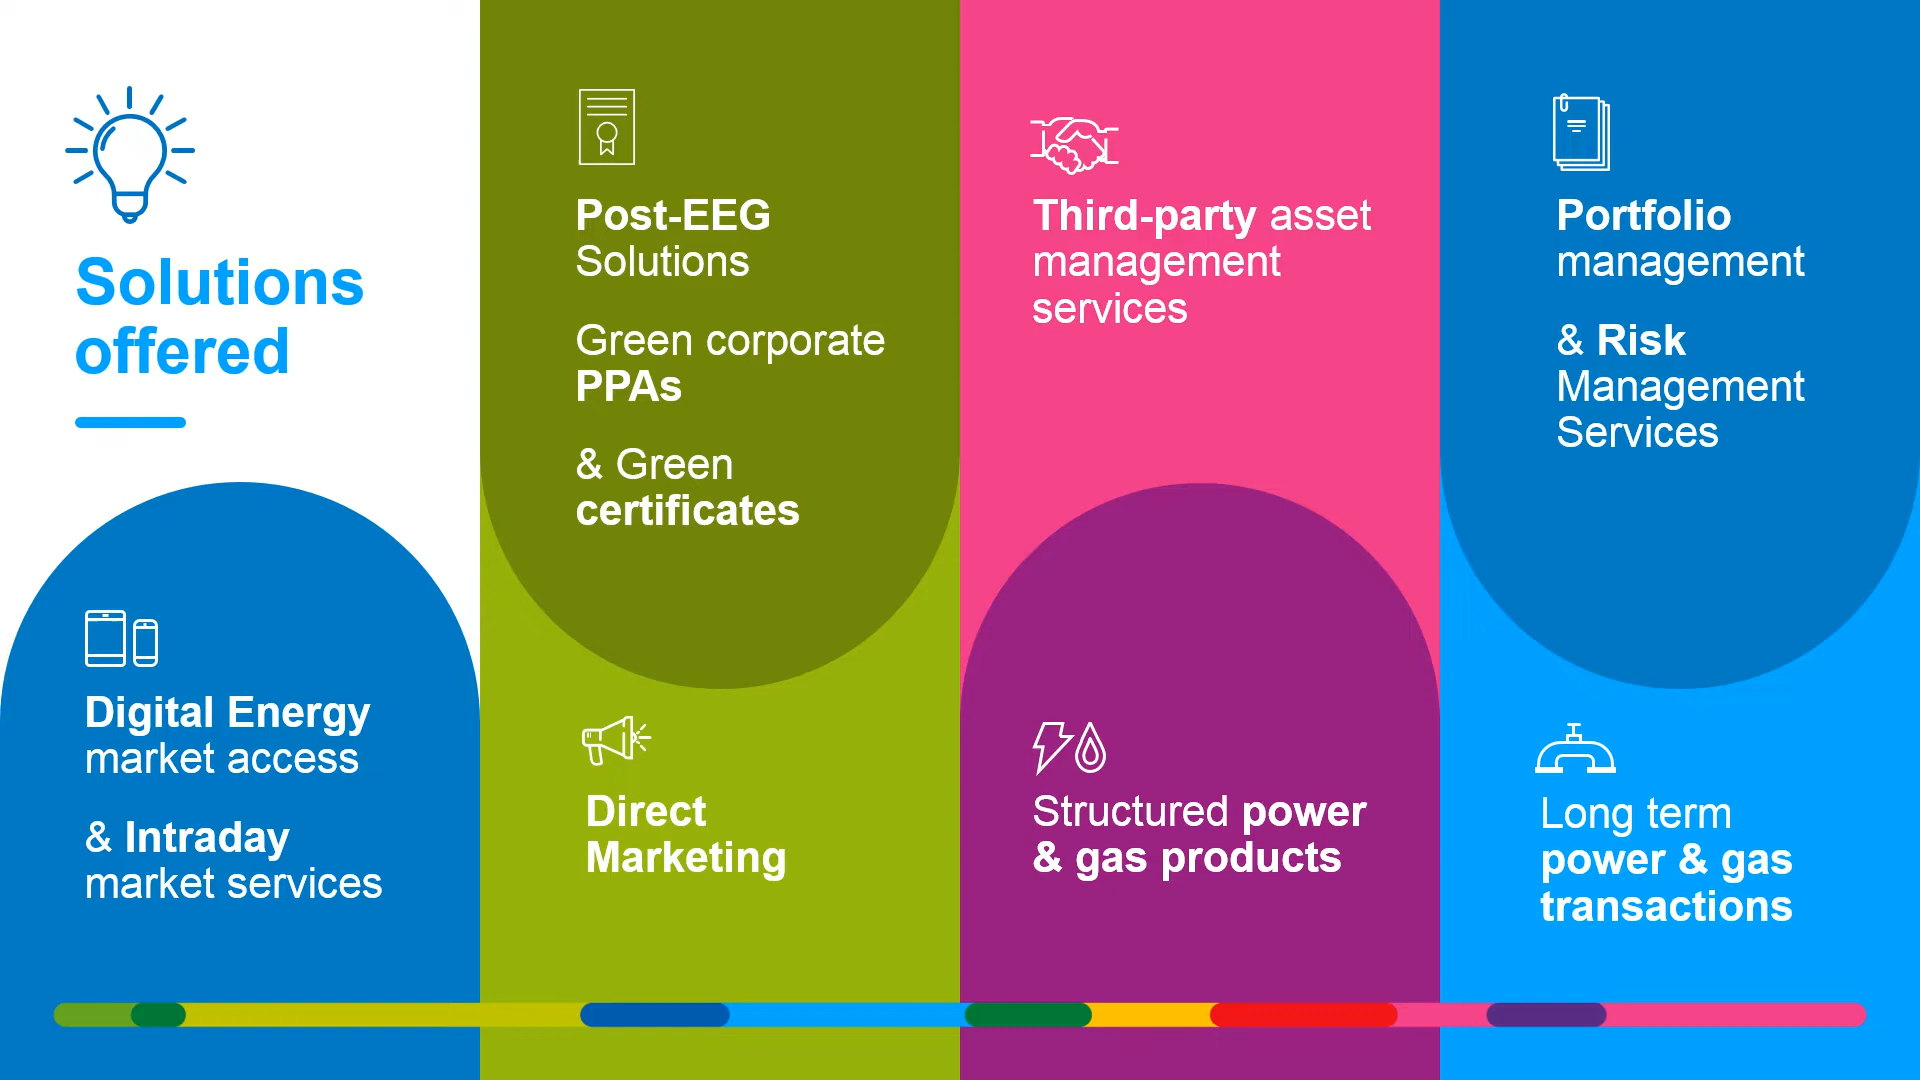 Solutions
offered
Digital Energy
market access
& Intraday
market services
Post-EEG
Solutions
Green corporate
PPAs
& Green
certificates
Direct
Marketing
Third-party asset
management
services
Structured power
& gas products
Portfolio
management
& Risk
Management
Services
Long term
power & gas
transactions